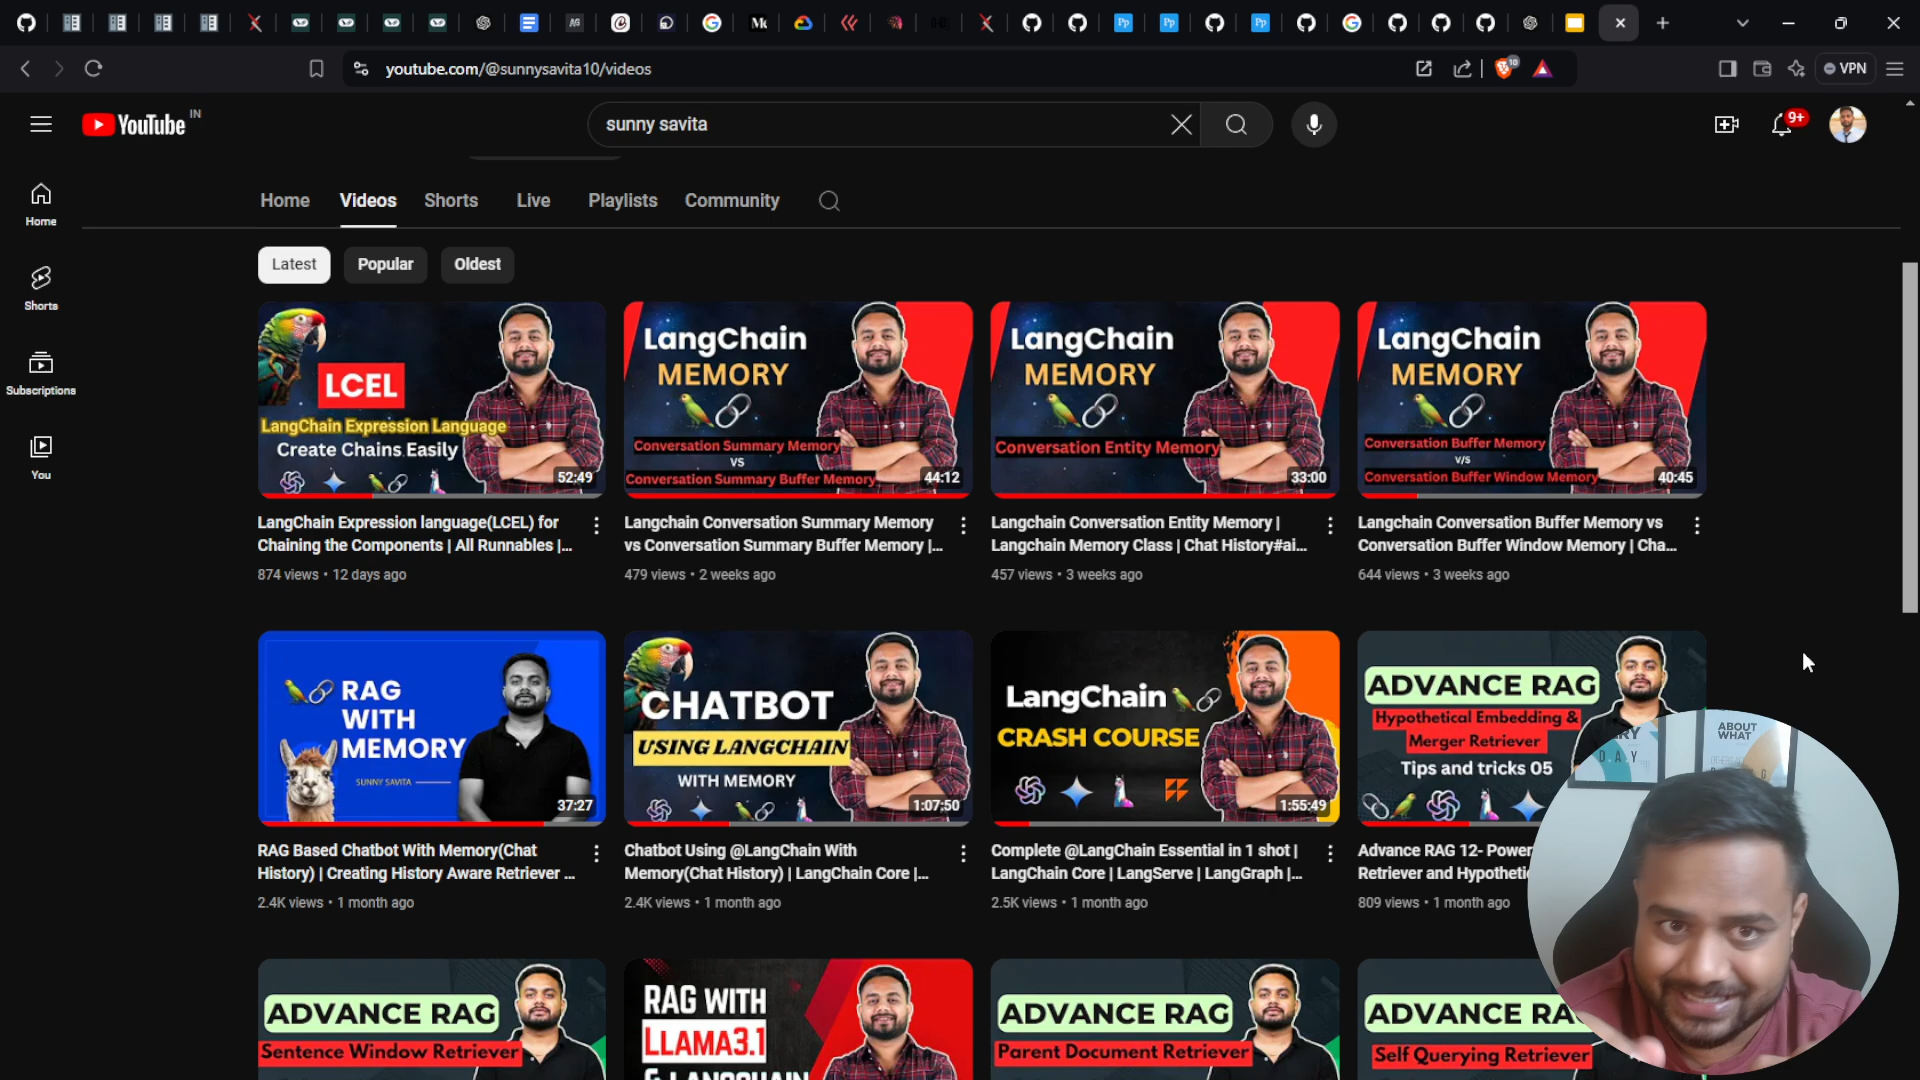 Pp
Pp
Pp
Mk
youtube.com/@sunnysavita10/videos
10
VPN
YouTube IN
sunny savita
9+
Home
Shorts
Subscriptions
You
Home Videos Shorts Live Playlists Community
Latest Popular Oldest
LCEL
LangChain Expression Language
Create Chains Easily
52:49
LangChain Expression language(LCEL) for
Chaining the Components | All Runnables |...
874 views • 12 days ago
LangChain
MEMORY
Conversation Summary Memory
VS
Conversation Summary Buffer Memory
44:12
Langchain Conversation Summary Memory
vs Conversation Summary Buffer Memory |...
479 views • 2 weeks ago
LangChain
MEMORY
Conversation Entity Memory
33:00
Langchain Conversation Entity Memory |
Langchain Memory Class | Chat History#ai...
457 views • 3 weeks ago
LangChain
MEMORY
Conversation Buffer Memory
V/S
Conversation Buffer Window Memory
40:45
Langchain Conversation Buffer Memory vs
Conversation Buffer Window Memory | Cha...
644 views • 3 weeks ago
RAG
WITH
MEMORY
SUNNY SAVITA
37:27
RAG Based Chatbot With Memory(Chat
History) | Creating History Aware Retriever ...
2.4K views • 1 month ago
CHATBOT
USING LANGCHAIN
WITH MEMORY
1:07:50
Chatbot Using @LangChain With
Memory(Chat History) | LangChain Core |...
2.4K views • 1 month ago
LangChain
CRASH COURSE
1:55:49
Complete @LangChain Essential in 1 shot |
LangChain Core | LangServe | LangGraph |...
2.5K views • 1 month ago
ADVANCE RAG
Hypothetical Embedding &
Merger Retriever
Tips and tricks 05
Advance RAG 12- Power
Retriever and Hypotheti
809 views • 1 month ago
ADVANCE RAG
Sentence Window Retriever
RAG WITH
LLAMA3.1
& LANGCHAIN
ADVANCE RAG
Parent Document Retriever
ADVANCE RA
Self Querying Retriever
ABOUT
WHAT
D.A.Y